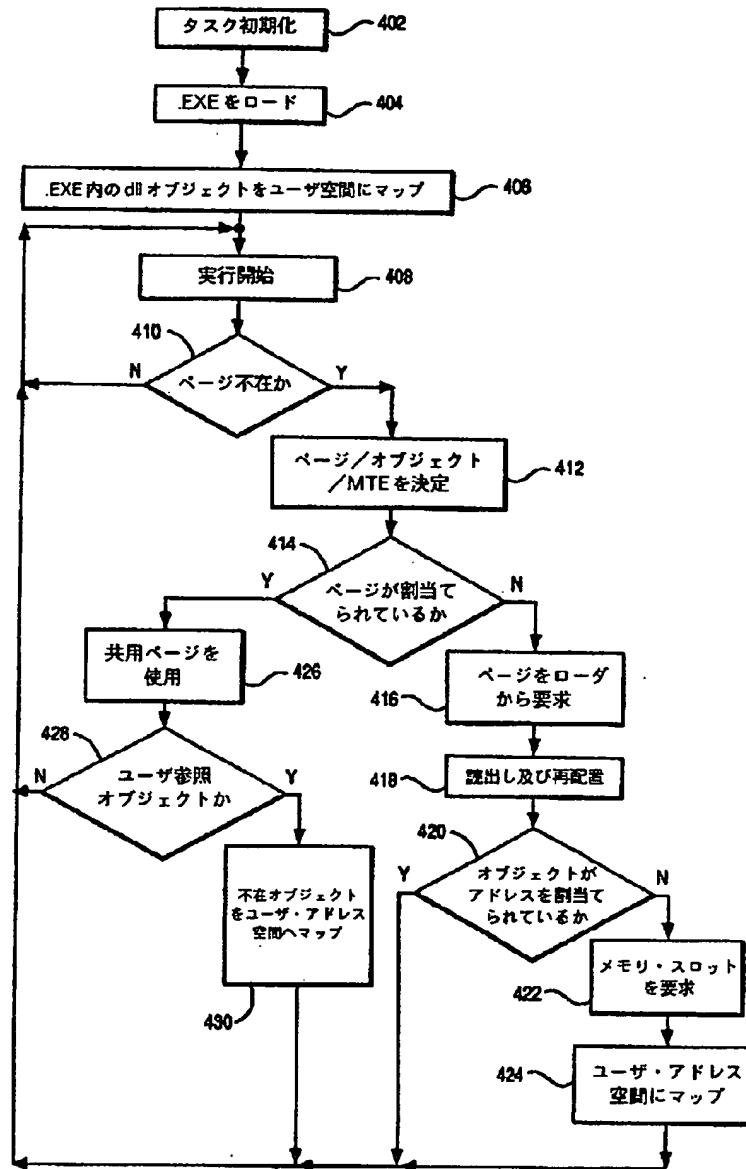 タスク初期化
402
.EXEをロード
404
.EXE内のdllオブジェクトをユーザ空間にマップ
406
実行開始
408
410
ページ不在か
N
Y
ページ/オブジェクト
/MTEを決定
412
414
ページが割当て
られているか
Y
N
共用ページを
使用
426
ページをローダ
から要求
416
428
ユーザ参照
オブジェクトか
N
Y
読出し及び再配置
418
420
オブジェクトが
アドレスを割当て
られているか
Y
N
不在オブジェクト
をユーザ・アドレス
空間へマップ
430
メモリ・スロット
を要求
422
ユーザ・アドレス
空間にマップ
424